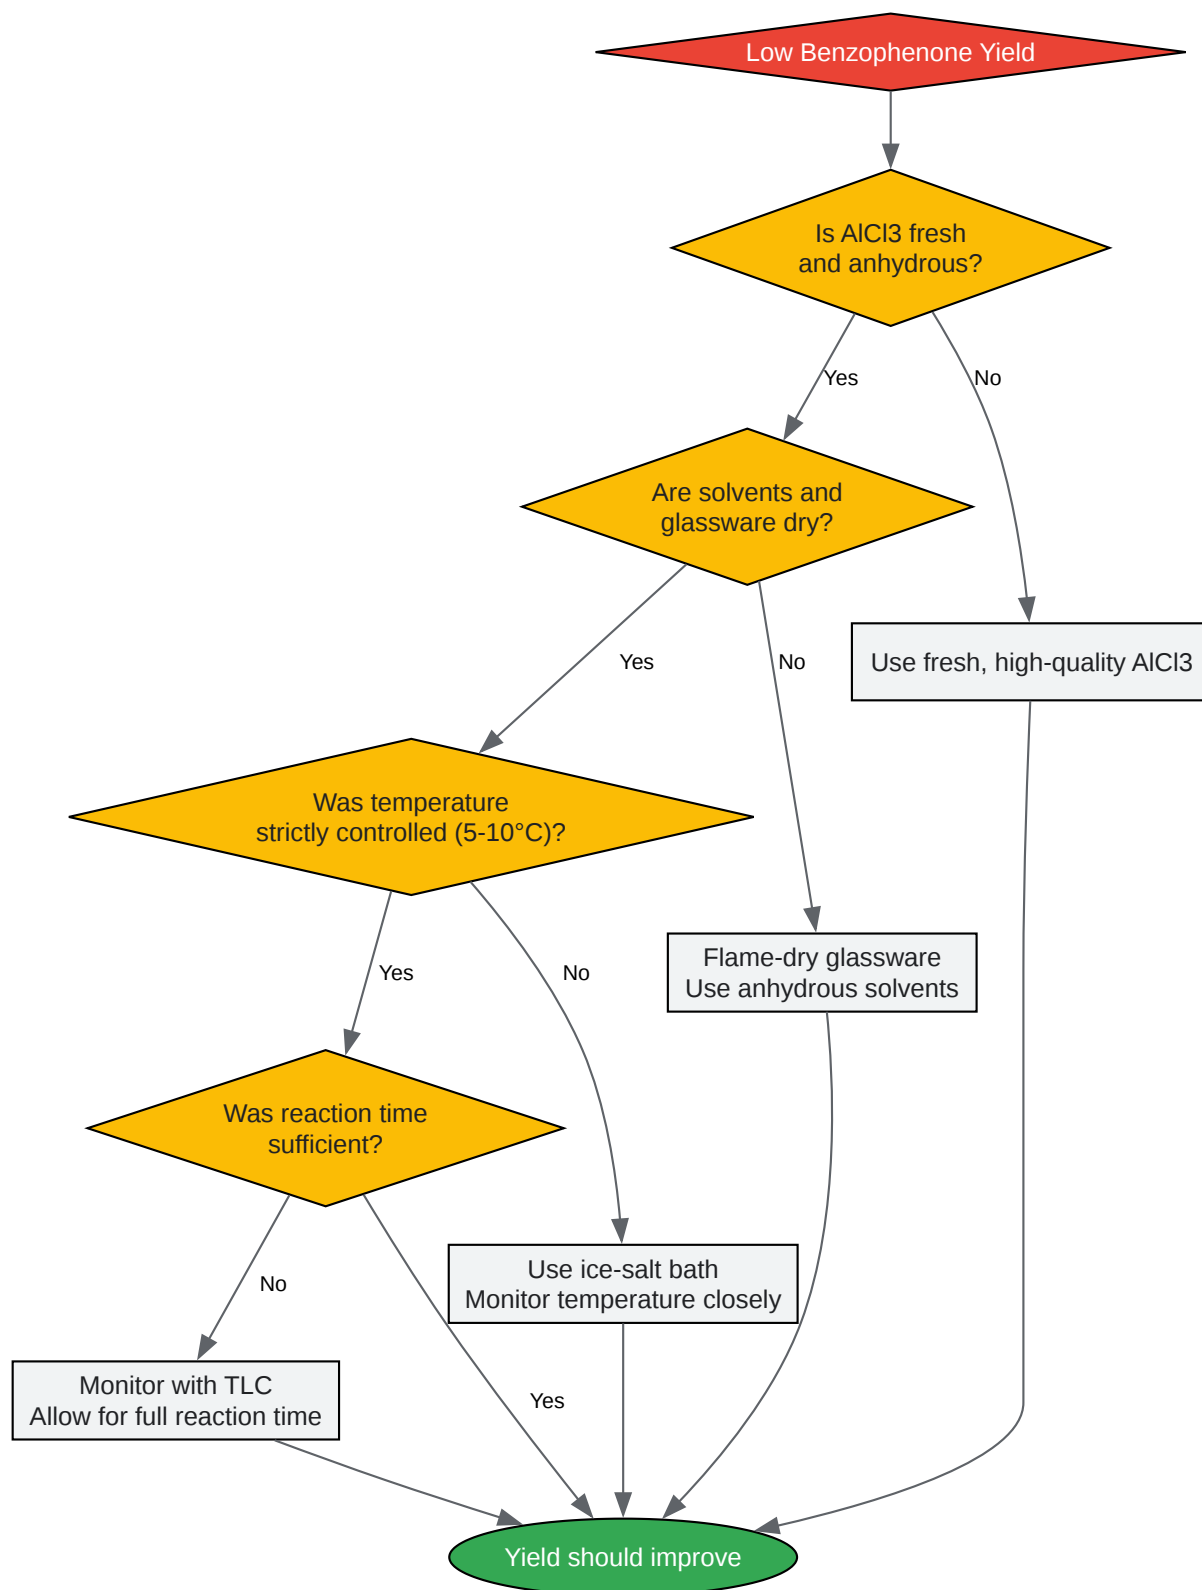 Low Benzophenone Yield
Is AlCl3 fresh
and anhydrous?
Yes
No
Are solvents and
glassware dry?
Yes
No
Use fresh, high-quality AlCl3
Was temperature
strictly controlled (5-10°C)?
Yes
No
Flame-dry glassware
Use anhydrous solvents
Was reaction time
sufficient?
No
Use ice-salt bath
Monitor temperature closely
Monitor with TLC
Allow for full reaction time
Yes
Yield should improve